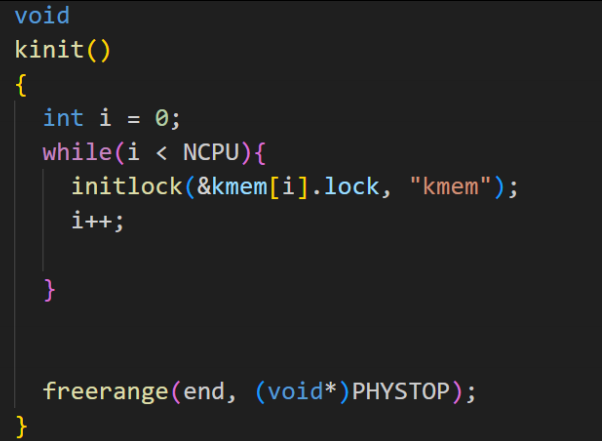 void
kinit()
{
  int i = 0;
  while(i < NCPU){
    initlock(&kmem[i].lock, "kmem");
    i++;
  }
  freerange(end, (void*)PHYSTOP);
}